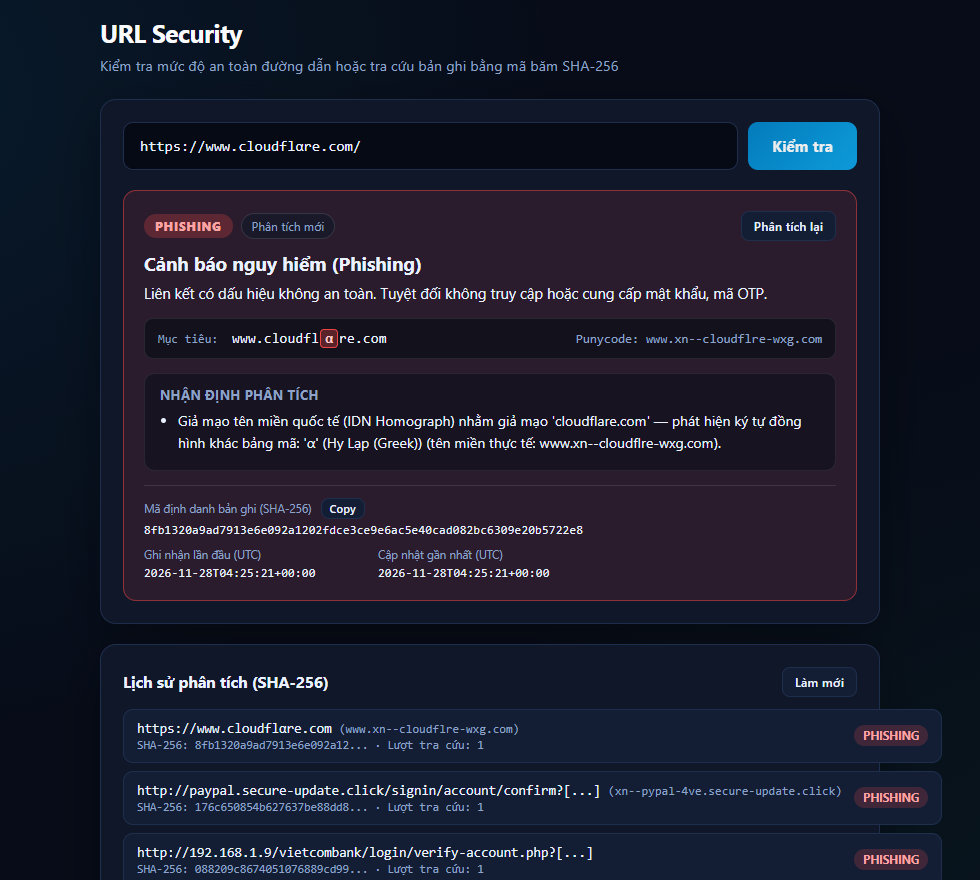 URL Security
Kiểm tra mức độ an toàn đường dẫn hoặc tra cứu bản ghi bằng mã băm SHA-256
https://www.cloudflαre.com/
Kiểm tra
PHISHING
Phân tích mới
Phân tích lại
Cảnh báo nguy hiểm (Phishing)
Liên kết có dấu hiệu không an toàn. Tuyệt đối không truy cập hoặc cung cấp mật khẩu, mã OTP.
Mục tiêu: www.cloudflαre.com
Punycode: www.xn--cloudflre-wxg.com
NHẬN ĐỊNH PHÂN TÍCH
• Giả mạo tên miền quốc tế (IDN Homograph) nhằm giả mạo 'cloudflare.com' — phát hiện ký tự đồng
hình khác bảng mã: 'α' (Hy Lạp (Greek)) (tên miền thực tế: www.xn--cloudflre-wxg.com).
Mã định danh bản ghi (SHA-256)
Copy
8fb1320a9ad7913e6e092a1202fdce3ce9e6ac5e40cad082bc6309e20b5722e8
Ghi nhận lần đầu (UTC)
Cập nhật gần nhất (UTC)
2026-11-28T04:25:21+00:00
2026-11-28T04:25:21+00:00
Lịch sử phân tích (SHA-256)
Làm mới
https://www.cloudflαre.com (www.xn--cloudflre-wxg.com)
SHA-256: 8fb1320a9ad7913e6e092a12... · Lượt tra cứu: 1
PHISHING
http://pаypal.secure-update.click/signin/account/confirm?[...] (xn--pypal-4ve.secure-update.click)
SHA-256: 176c650854b627637be88dd8... · Lượt tra cứu: 1
PHISHING
http://192.168.1.9/vietcombank/login/verify-account.php?[...]
SHA-256: 088209c8674051076889cd99... · Lượt tra cứu: 1
PHISHING